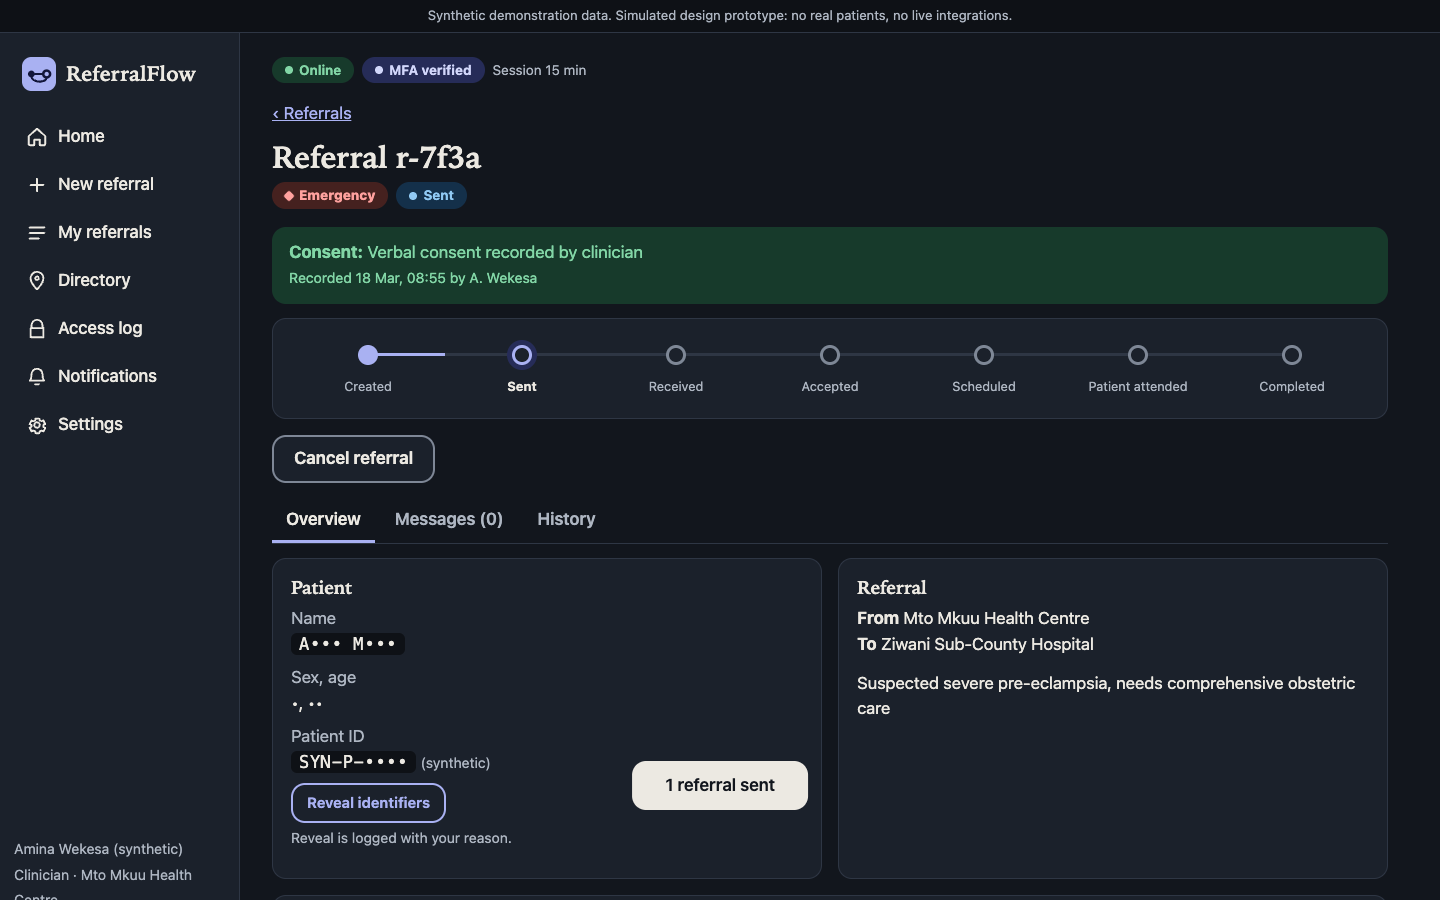 Synthetic demonstration data. Simulated design prototype: no real patients, no live integrations.
ReferralFlow
Home
New referral
My referrals
Directory
Access log
Notifications
Settings
Amina Wekesa (synthetic)
Clinician · Mto Mkuu Health
Centre
Online
MFA verified
Session 15 min
‹ Referrals
Referral r-7f3a
Emergency
Sent
Consent: Verbal consent recorded by clinician
Recorded 18 Mar, 08:55 by A. Wekesa
Created
Sent
Received
Accepted
Scheduled
Patient attended
Completed
Cancel referral
Overview
Messages (0)
History
Patient
Name
A••• M•••
Sex, age
•, ••
Patient ID
SYN-P-•••• (synthetic)
Reveal identifiers
Reveal is logged with your reason.
1 referral sent
Referral
From Mto Mkuu Health Centre
To Ziwani Sub-County Hospital
Suspected severe pre-eclampsia, needs comprehensive obstetric
care